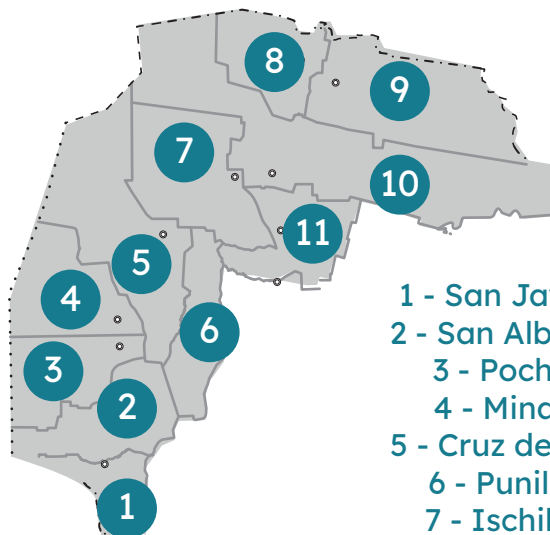 8
9
7
10
11
5
4
6
3
2
1
1 - San Ja
2 - San Alb
3 - Poch
4 - Mina
5 - Cruz de
6 - Punil
7 - Ischil